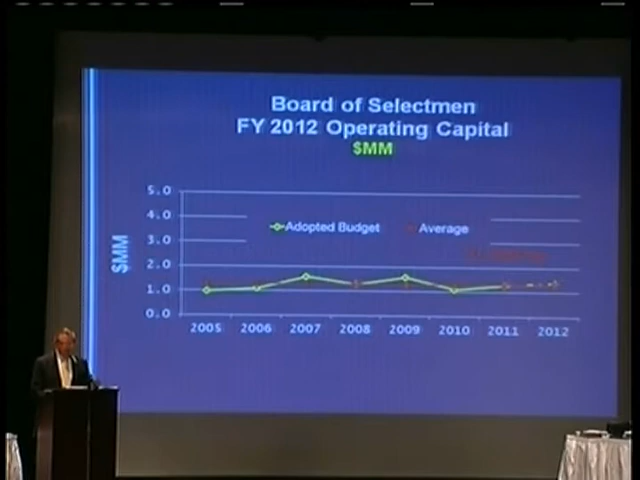 Board of Selectmen
FY 2012 Operating Capital
$MM
5.0
4.0
3.0
2.0
1.0
0.0
$MM
Adopted Budget
Average
2005 2006 2007 2008 2009 2010 2011 2012